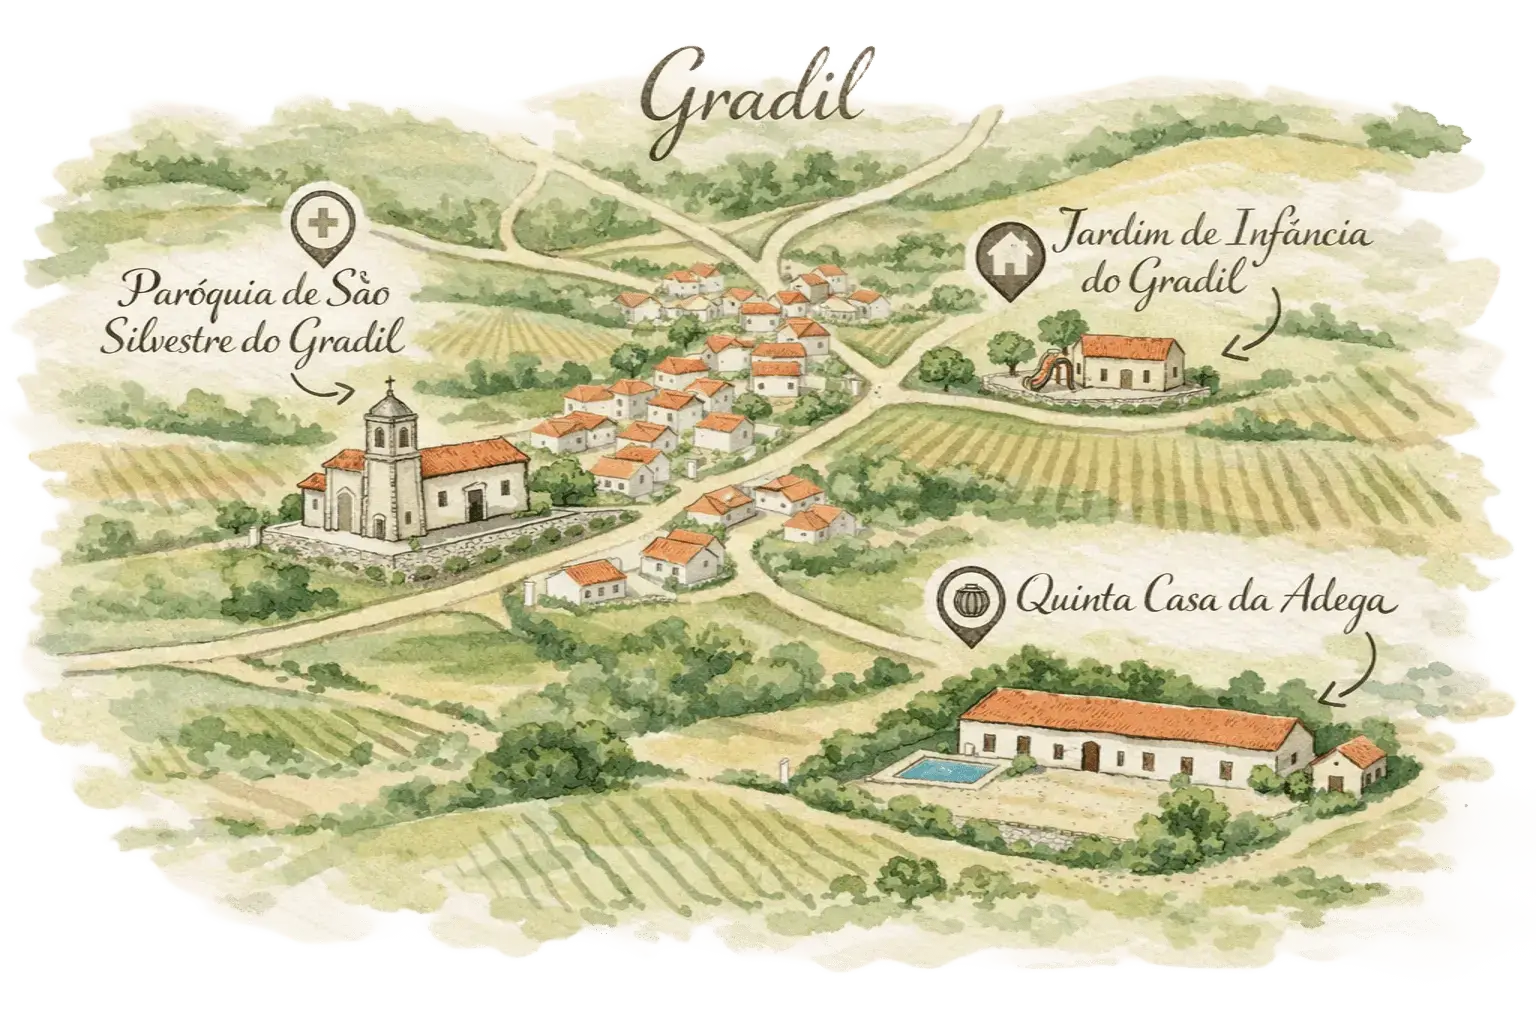 Gradil
Paróquia de São
Silvestre do Gradil
Jardim de Infância
do Gradil
Quinta Casa da Adega